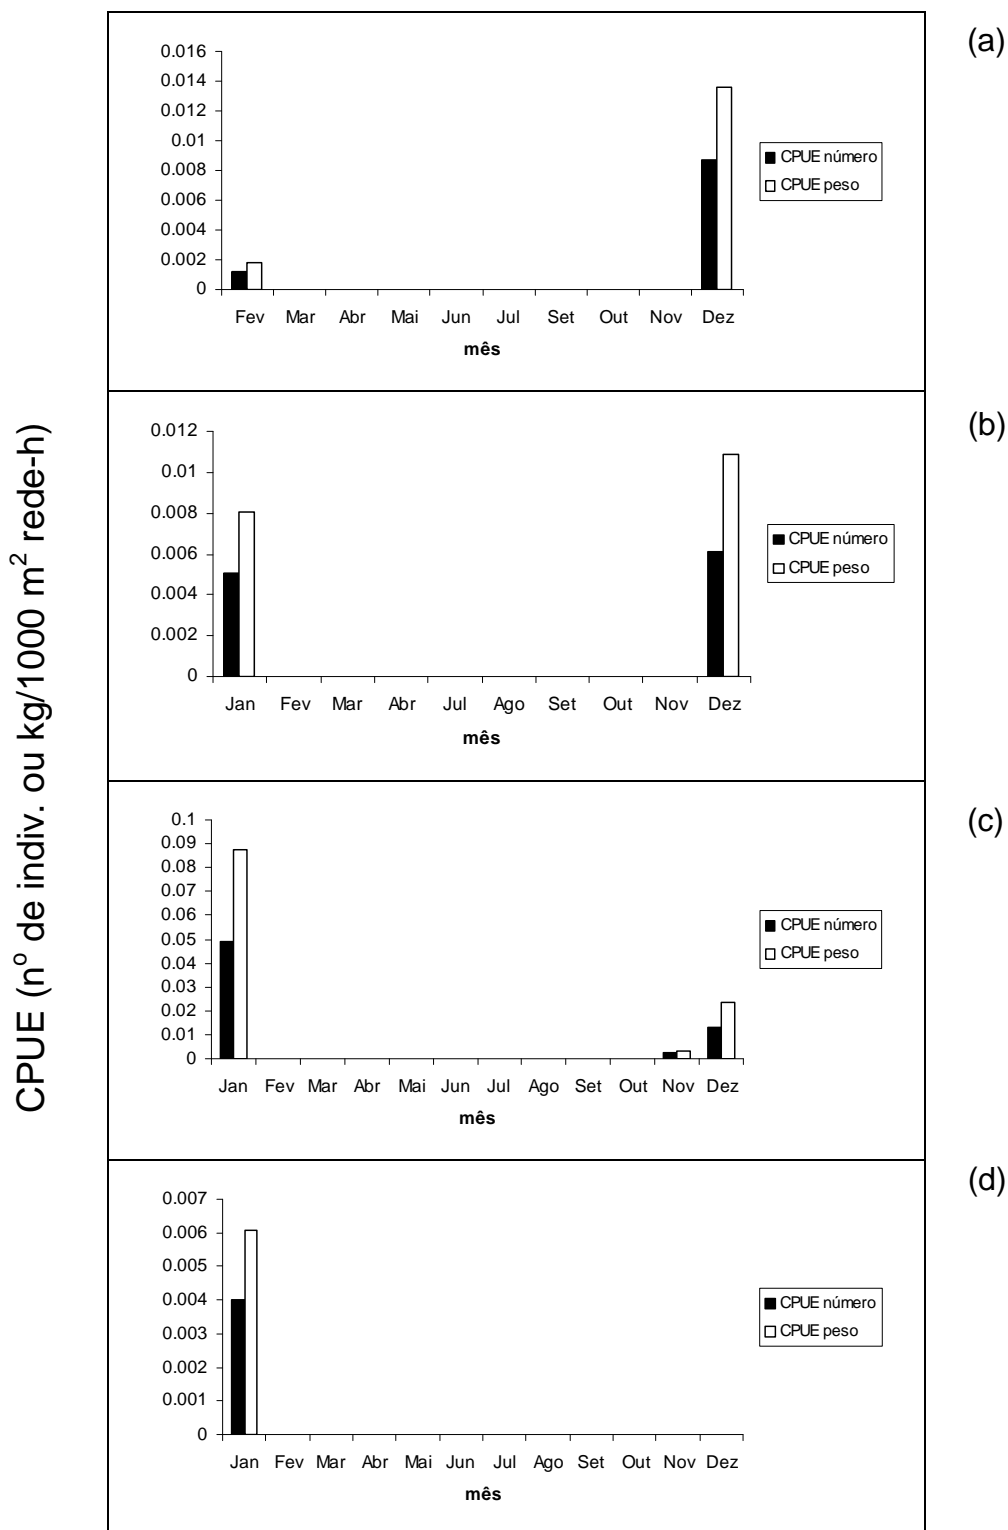 CPUE (nº de indiv. ou kg/1000 m² rede-h)
(a)
0.016
0.014
0.012
0.01
0.008
0.006
0.004
0.002
0
Fev Mar Abr Mai Jun Jul Set Out Nov Dez
mês
CPUE número
CPUE peso
(b)
0.012
0.01
0.008
0.006
0.004
0.002
0
Jan Fev Mar Abr Jul Ago Set Out Nov Dez
mês
CPUE número
CPUE peso
(c)
0.1
0.09
0.08
0.07
0.06
0.05
0.04
0.03
0.02
0.01
0
Jan Fev Mar Abr Mai Jun Jul Ago Set Out Nov Dez
mês
CPUE número
CPUE peso
(d)
0.007
0.006
0.005
0.004
0.003
0.002
0.001
0
Jan Fev Mar Abr Mai Jun Jul Ago Set Out Nov Dez
mês
CPUE número
CPUE peso